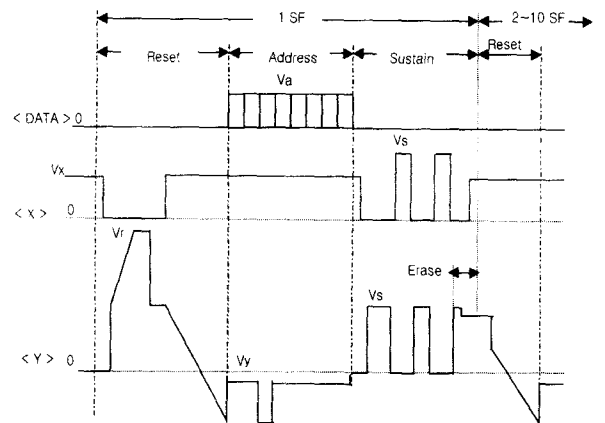 1 SF
2~10 SF
Reset
Address
Sustain
Reset
Va
< DATA > 0
Vs
Vx
< X > 0
Vr
Erase
Vs
< Y > 0
Vy